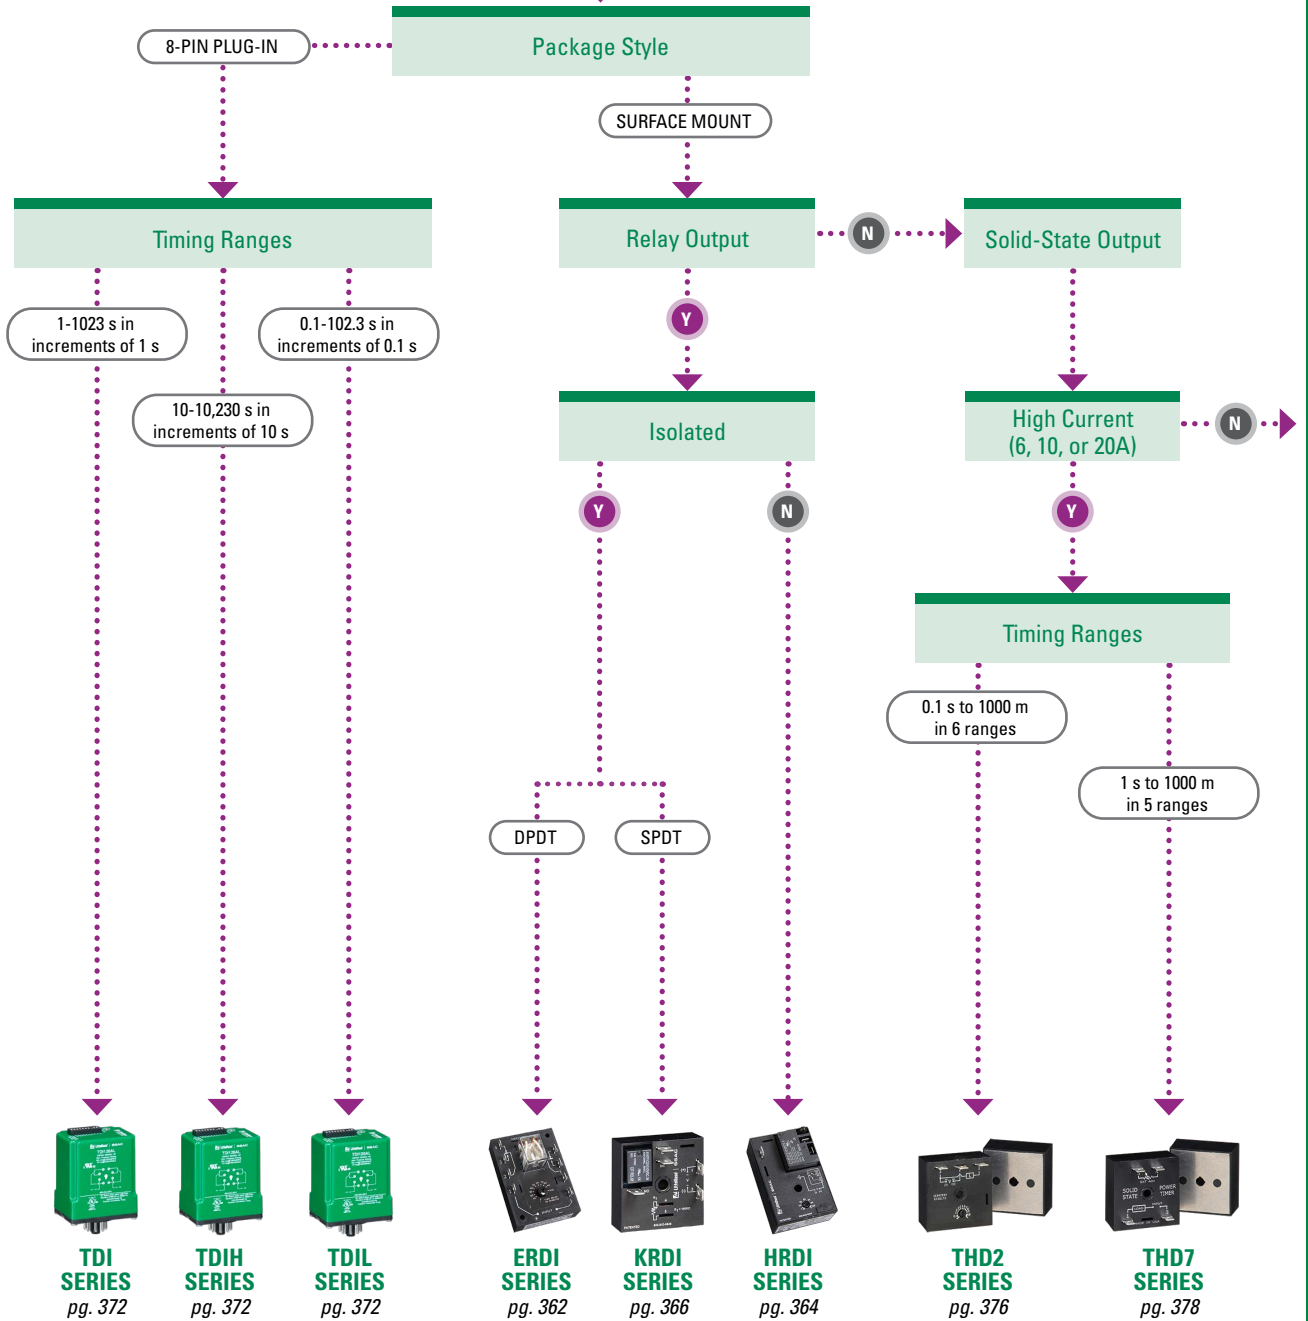 Package Style
8-PIN PLUG-IN
SURFACE MOUNT
Timing Ranges
Relay Output
N
Solid-State Output
1-1023 s in
increments of 1 s
10-10,230 s in
increments of 10 s
0.1-102.3 s in
increments of 0.1 s
Y
Isolated
Y
N
High Current
(6, 10, or 20A)
N
Y
Timing Ranges
0.1 s to 1000 m
in 6 ranges
1 s to 1000 m
in 5 ranges
DPDT
SPDT
SOLID
STATE
POWER
TIMER
TDI
SERIES
pg. 372
TDIH
SERIES
pg. 372
TDIL
SERIES
pg. 372
ERDI
SERIES
pg. 362
KRDI
SERIES
pg. 366
HRDI
SERIES
pg. 364
THD2
SERIES
pg. 376
THD7
SERIES
pg. 378